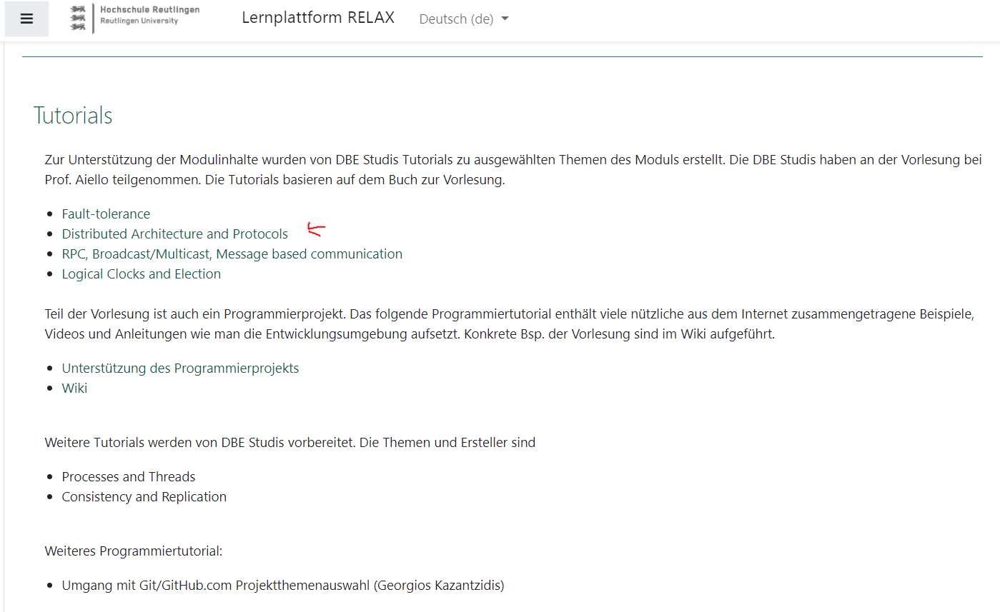 Hochschule Reutlingen
Reutlingen University
Lernplattform RELAX
Deutsch (de)
Tutorials
Zur Unterstützung der Modulinhalte wurden von DBE Studis Tutorials zu ausgewählten Themen des Moduls erstellt. Die DBE Studis haben an der Vorlesung bei
Prof. Aiello teilgenommen. Die Tutorials basieren auf dem Buch zur Vorlesung.
Fault-tolerance
Distributed Architecture and Protocols
RPC, Broadcast/Multicast, Message based communication
Logical Clocks and Election
Teil der Vorlesung ist auch ein Programmierprojekt. Das folgende Programmiertutorial enthält viele nützliche aus dem Internet zusammengetragene Beispiele,
Videos und Anleitungen wie man die Entwicklungsumgebung aufsetzt. Konkrete Bsp. der Vorlesung sind im Wiki aufgeführt.
Unterstützung des Programmierprojekts
Wiki
Weitere Tutorials werden von DBE Studis vorbereitet. Die Themen und Ersteller sind
Processes and Threads
Consistency and Replication
Weiteres Programmiertutorial:
Umgang mit Git/GitHub.com Projektthemenauswahl (Georgios Kazantzidis)